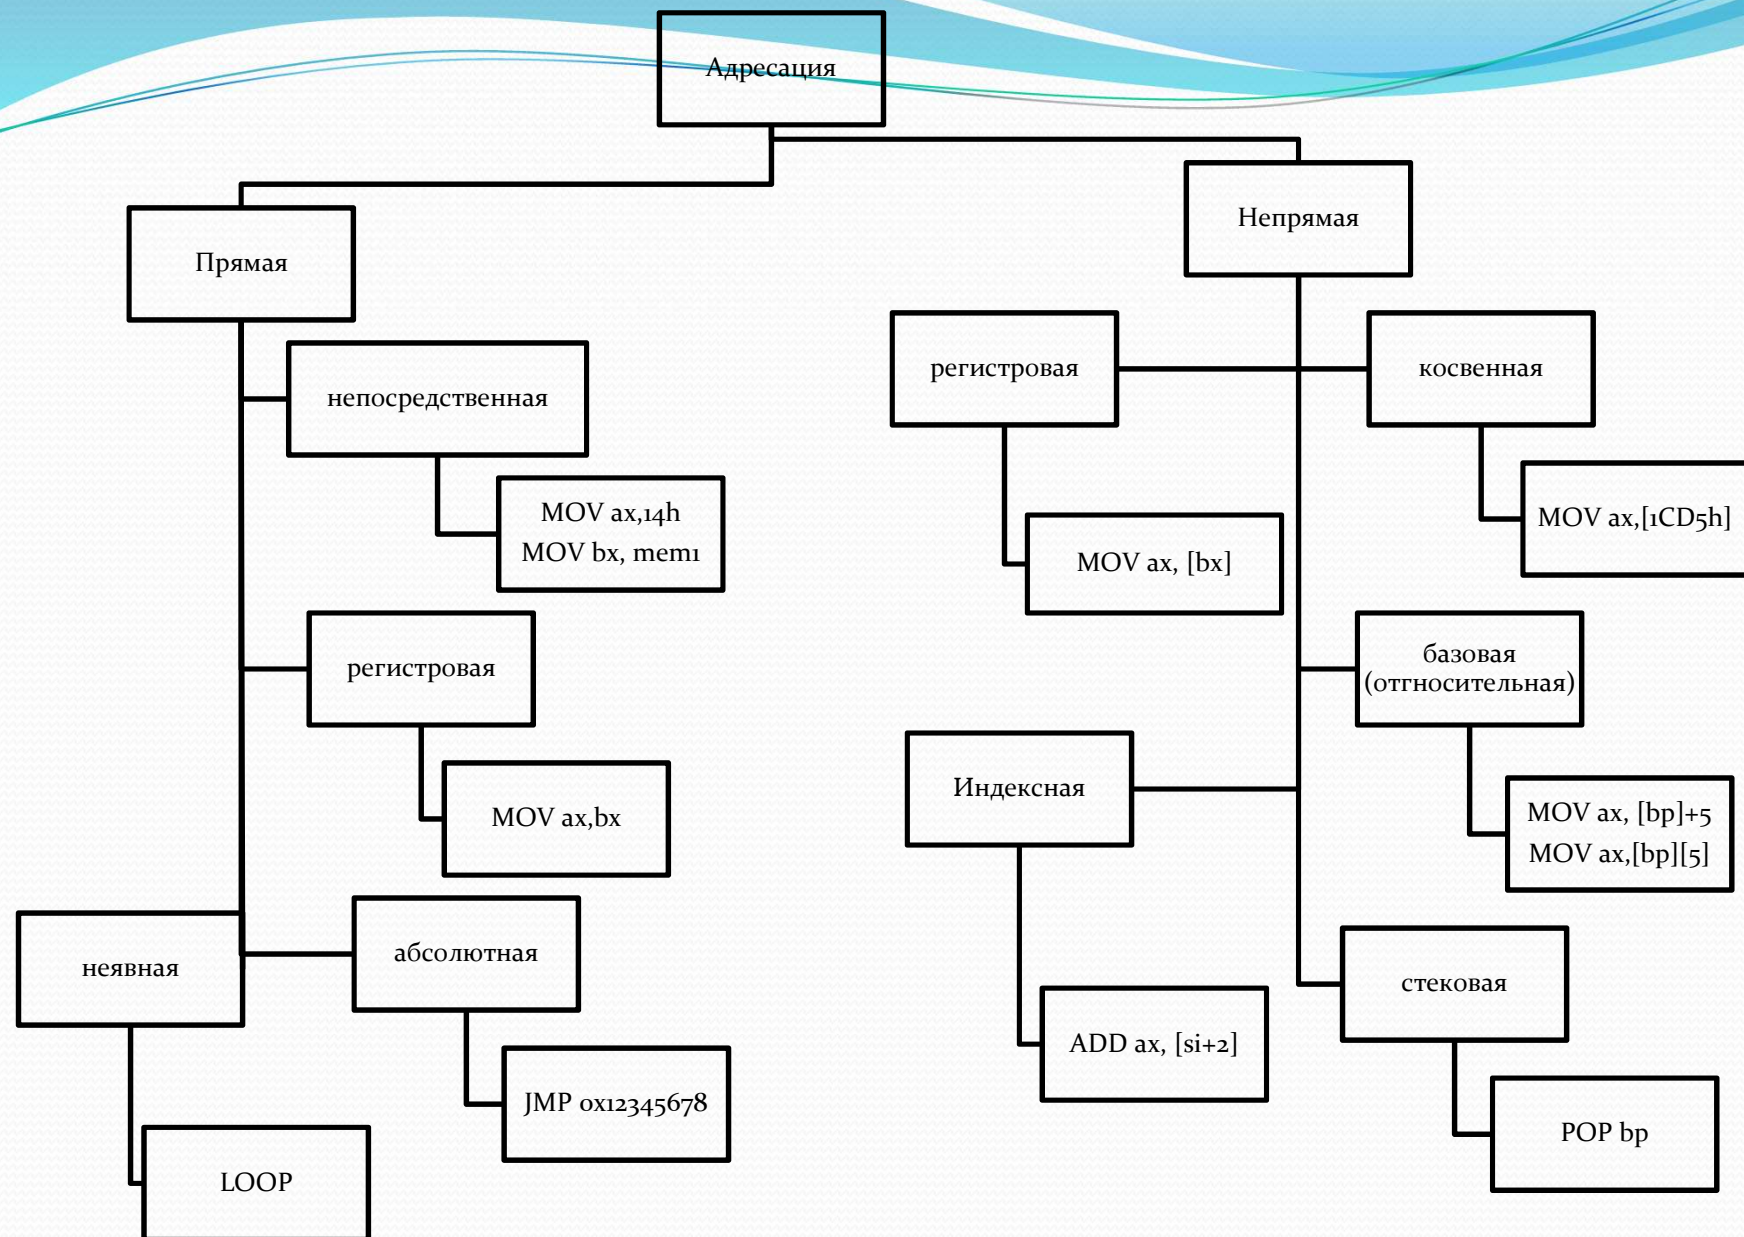 Адресация
Прямая
непосредственная
MOV ax,14h
MOV bx, mem1
регистровая
MOV ax,bx
неявная
LOOP
абсолютная
JMP 0x12345678
Непрямая
регистровая
MOV ax, [bx]
косвенная
MOV ax,[1CD5h]
базовая
(отгносительная)
MOV ax, [bp]+5
MOV ax,[bp][5]
Индексная
ADD ax, [si+2]
стековая
POP bp